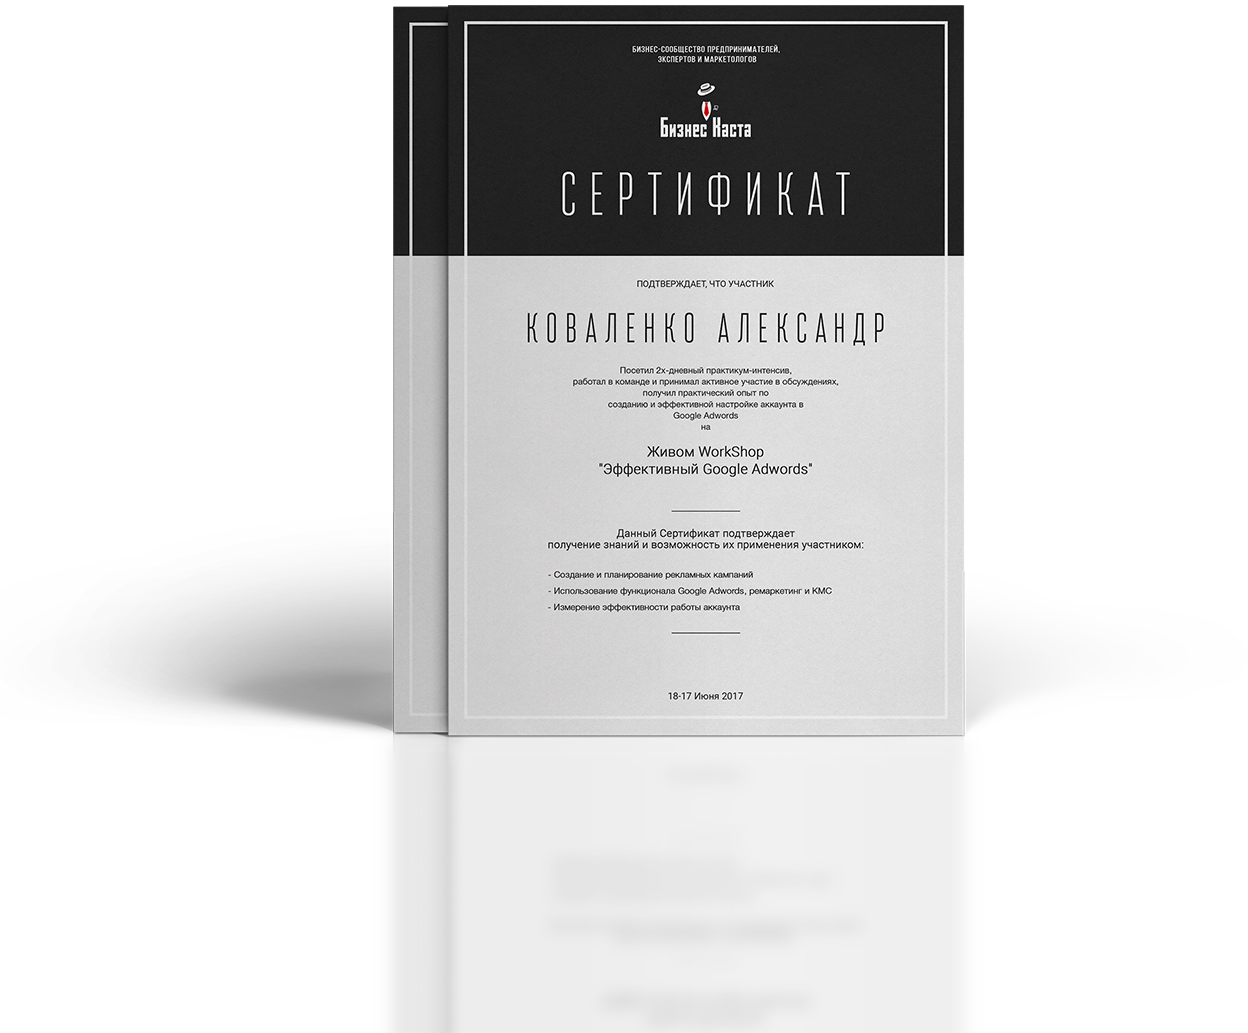 БИЗНЕС-СООБЩЕСТВО ПРЕДПРИНИМАТЕЛЕЙ,
ЭКСПЕРТОВ И МАРКЕТОЛОГОВ
Бизнес Каста
СЕРТИФИКАТ
ПОДТВЕРЖДАЕТ, ЧТО УЧАСТНИК
КОВАЛЕНКО АЛЕКСАНДР
Посетил 2х-дневный практикум-интенсив,
работал в команде и принимал активное участие в обсуждениях,
получил практический опыт по
созданию и эффективной настройке аккаунта в
Google Adwords
на
Живом WorkShop
"Эффективный Google Adwords"
Данный Сертификат подтверждает
получение знаний и возможность их применения участником:
- Создание и планирование рекламных кампаний
- Использование функционала Google Adwords, ремаркетинг и КМС
- Измерение эффективности работы аккаунта
18-17 Июня 2017